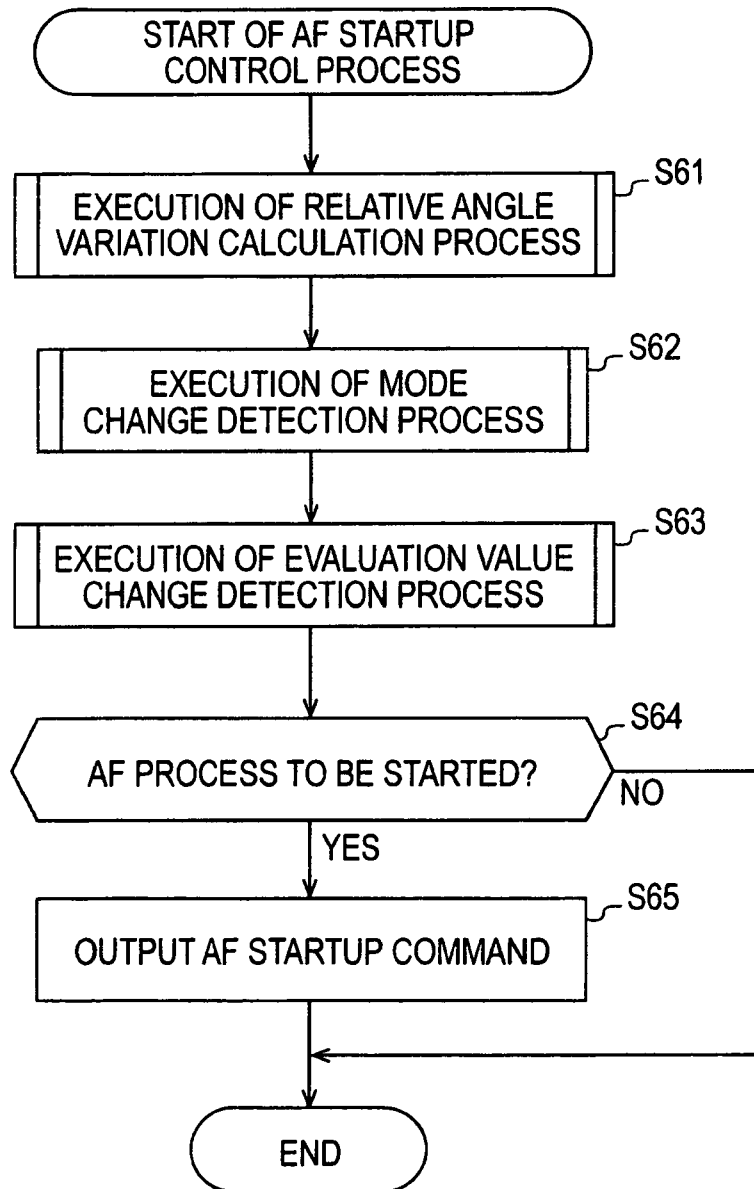 START OF AF STARTUP
CONTROL PROCESS
S61
EXECUTION OF RELATIVE ANGLE
VARIATION CALCULATION PROCESS
S62
EXECUTION OF MODE
CHANGE DETECTION PROCESS
S63
EXECUTION OF EVALUATION VALUE
CHANGE DETECTION PROCESS
S64
AF PROCESS TO BE STARTED?
NO
YES
S65
OUTPUT AF STARTUP COMMAND
END